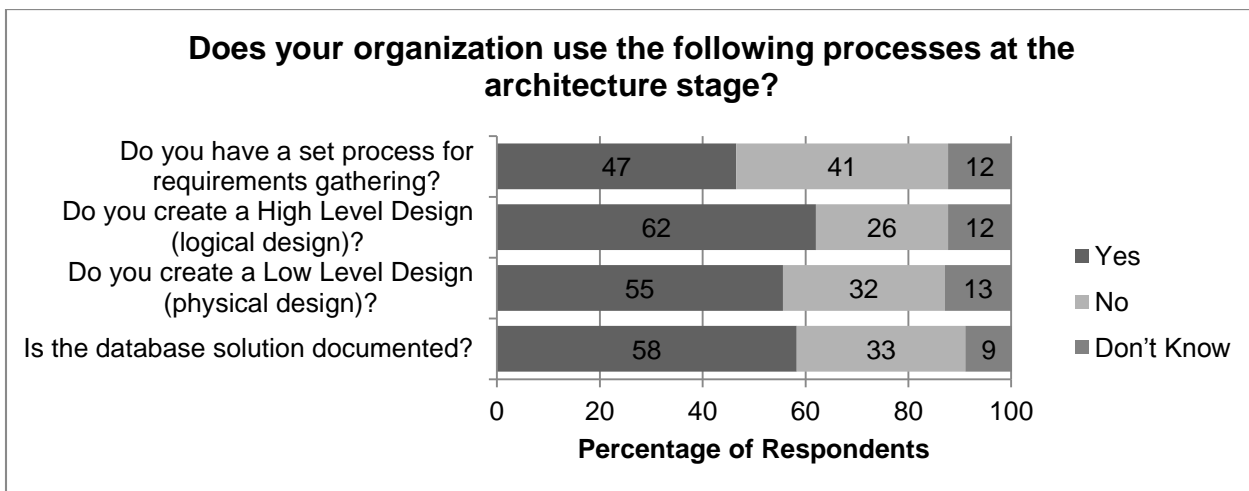 Does your organization use the following processes at the
architecture stage?
Do you have a set process for
requirements gathering?
47 41 12
Do you create a High Level Design
(logical design)?
62 26 12
Do you create a Low Level Design
(physical design)?
55 32 13
Is the database solution documented?
58 33 9
0 20 40 60 80 100
Percentage of Respondents
Yes
No
Don't Know